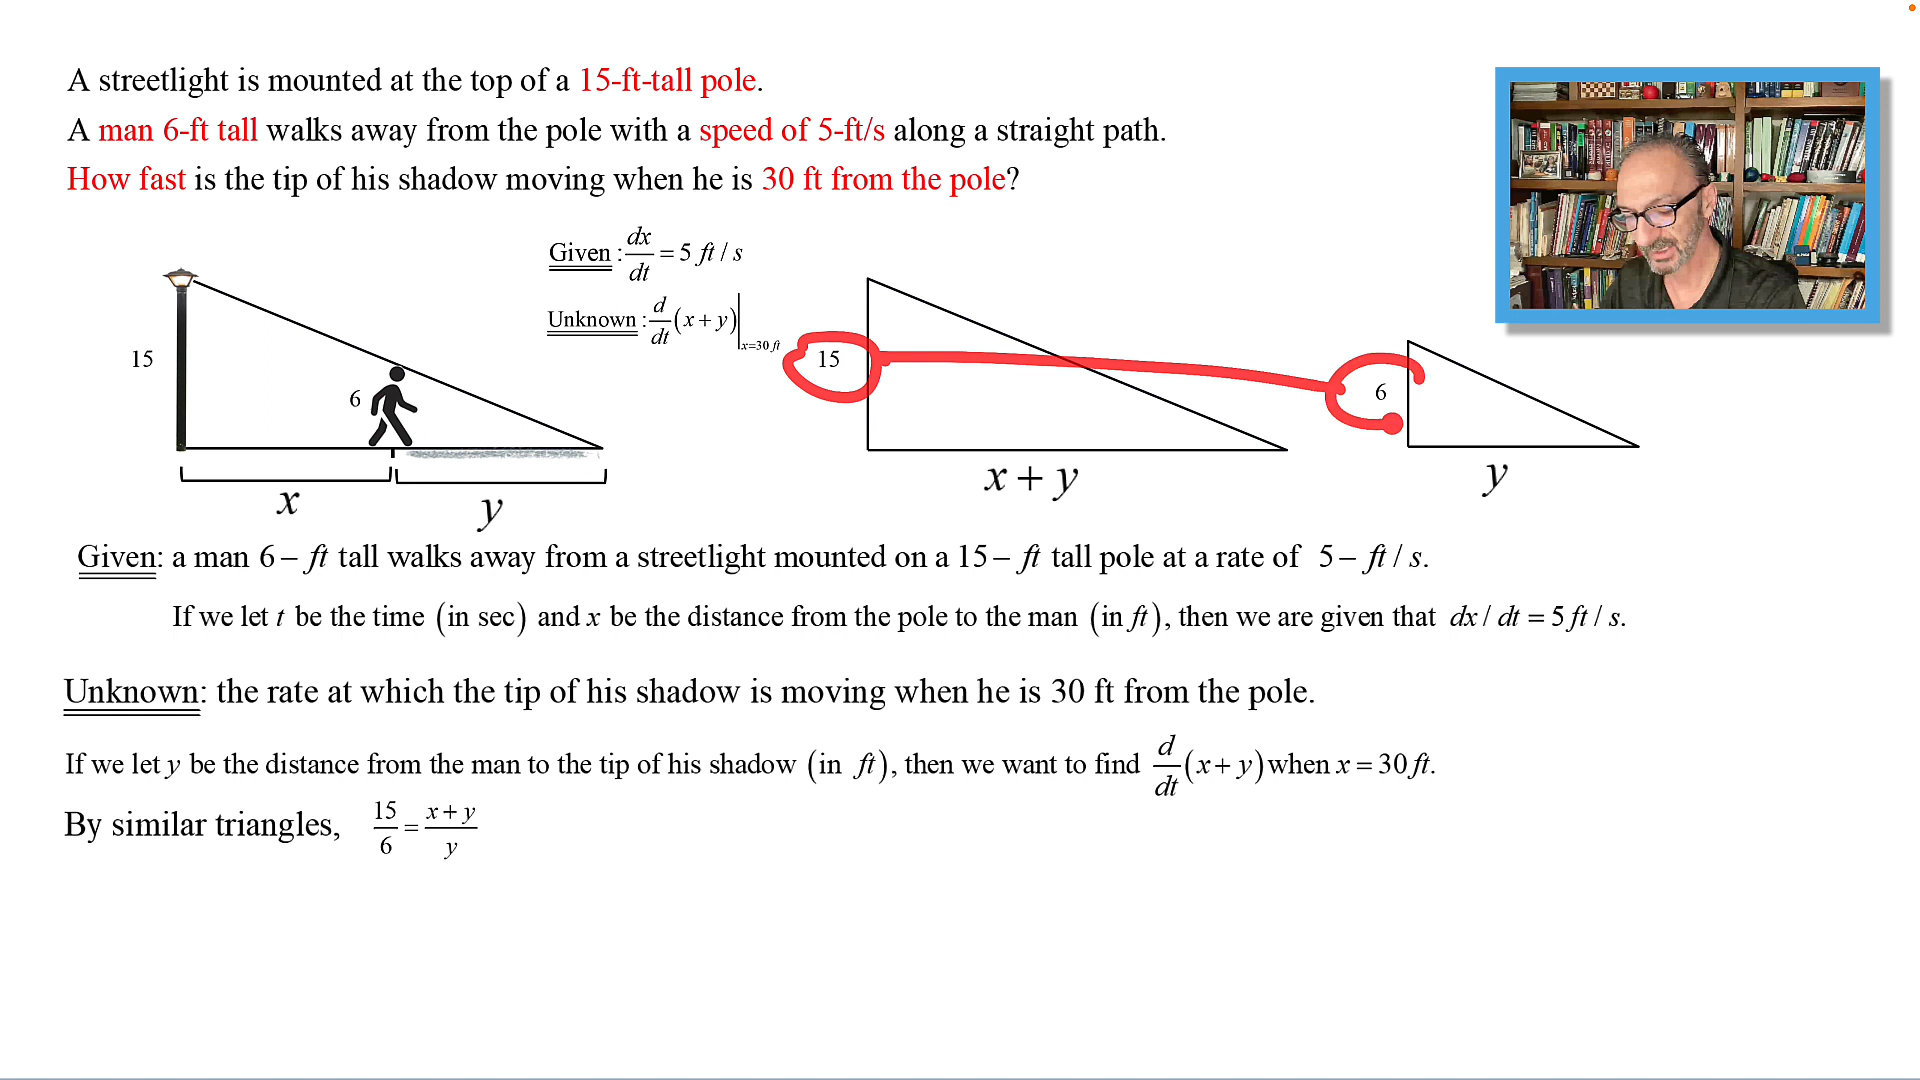 A streetlight is mounted at the top of a 15-ft-tall pole.
A man 6-ft tall walks away from the pole with a speed of 5-ft/s along a straight path.
How fast is the tip of his shadow moving when he is 30 ft from the pole?
Given : dx/dt = 5 ft / s
Unknown : d/dt (x + y)|x=30 ft
15
6
x
y
15
x + y
6
y
Given: a man 6 – ft tall walks away from a streetlight mounted on a 15 – ft tall pole at a rate of 5 – ft / s.
If we let t be the time (in sec) and x be the distance from the pole to the man (in ft), then we are given that dx / dt = 5 ft / s.
Unknown: the rate at which the tip of his shadow is moving when he is 30 ft from the pole.
If we let y be the distance from the man to the tip of his shadow (in ft), then we want to find d/dt (x + y) when x = 30 ft.
By similar triangles, 15/6 = x + y/y